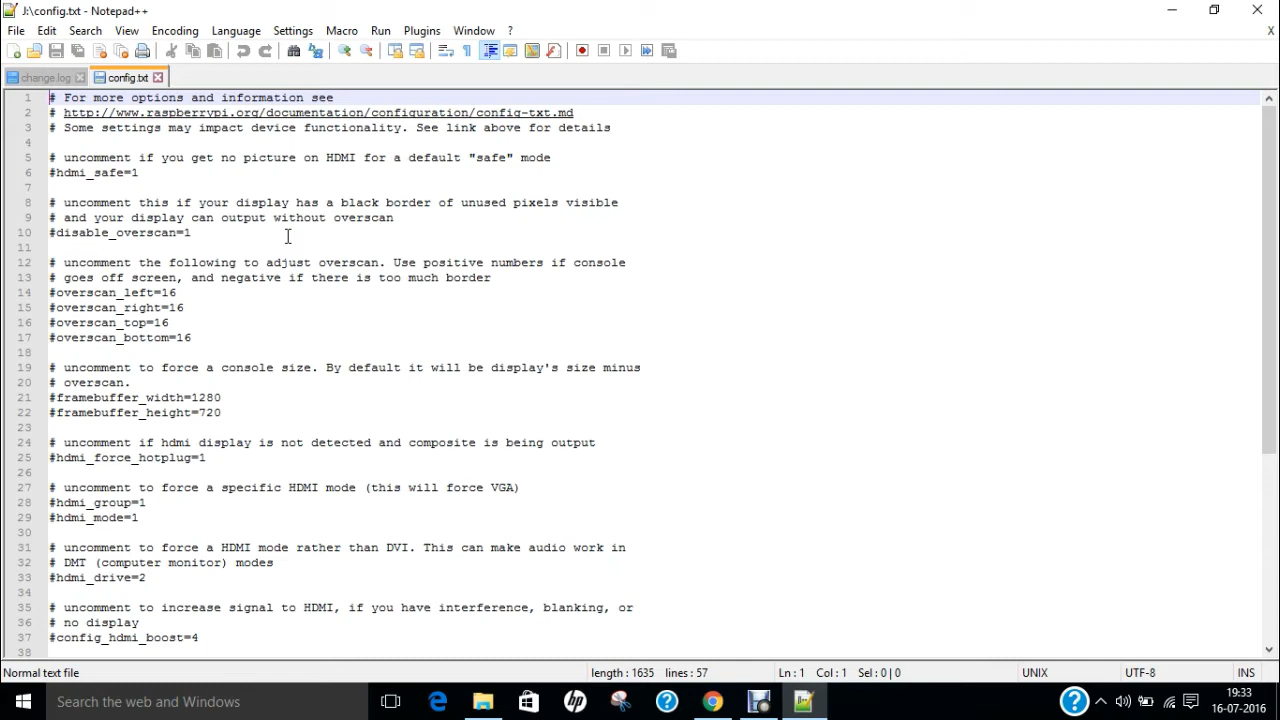 J:\config.txt - Notepad++
File Edit Search View Encoding Language Settings Macro Run Plugins Window ? X
change.log config.txt
1 # For more options and information see
2 # http://www.raspberrypi.org/documentation/configuration/config-txt.md
3 # Some settings may impact device functionality. See link above for details
4
5 # uncomment if you get no picture on HDMI for a default "safe" mode
6 #hdmi_safe=1
7
8 # uncomment this if your display has a black border of unused pixels visible
9 # and your display can output without overscan
10 #disable_overscan=1
11
12 # uncomment the following to adjust overscan. Use positive numbers if console
13 # goes off screen, and negative if there is too much border
14 #overscan_left=16
15 #overscan_right=16
16 #overscan_top=16
17 #overscan_bottom=16
18
19 # uncomment to force a console size. By default it will be display's size minus
20 # overscan.
21 #framebuffer_width=1280
22 #framebuffer_height=720
23
24 # uncomment if hdmi display is not detected and composite is being output
25 #hdmi_force_hotplug=1
26
27 # uncomment to force a specific HDMI mode (this will force VGA)
28 #hdmi_group=1
29 #hdmi_mode=1
30
31 # uncomment to force a HDMI mode rather than DVI. This can make audio work in
32 # DMT (computer monitor) modes
33 #hdmi_drive=2
34
35 # uncomment to increase signal to HDMI, if you have interference, blanking, or
36 # no display
37 #config_hdmi_boost=4
38
Normal text file length : 1635 lines : 57 Ln : 1 Col : 1 Sel : 0 | 0 UNIX UTF-8 INS
Search the web and Windows
19:33
16-07-2016